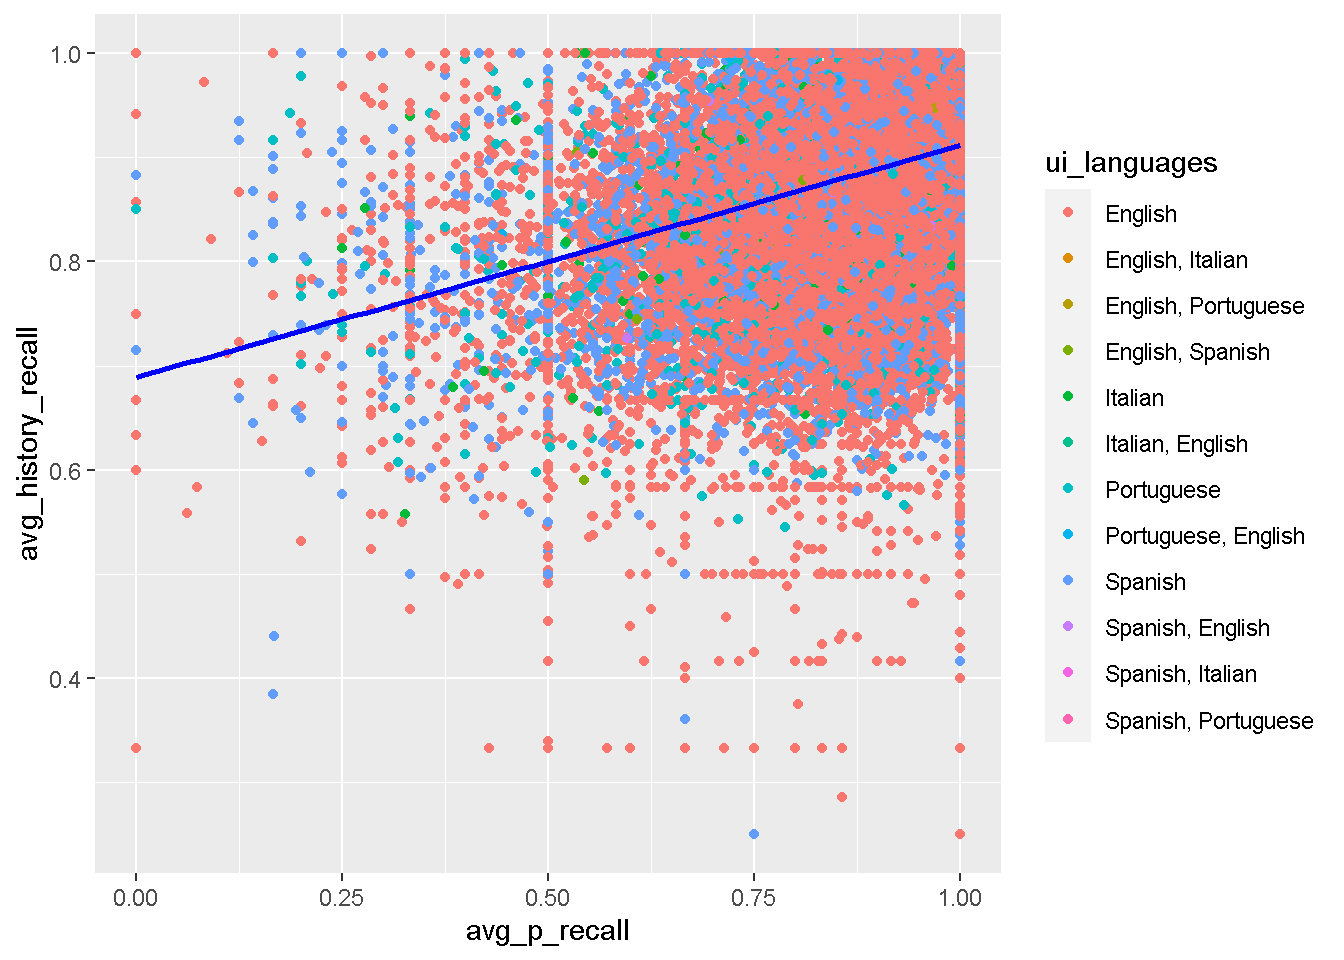 1.0
0.8
0.6
0.4
avg_history_recall
0.00
0.25
0.50
0.75
1.00
avg_p_recall
ui_languages
English
English, Italian
English, Portuguese
English, Spanish
Italian
Italian, English
Portuguese
Portuguese, English
Spanish
Spanish, English
Spanish, Italian
Spanish, Portuguese